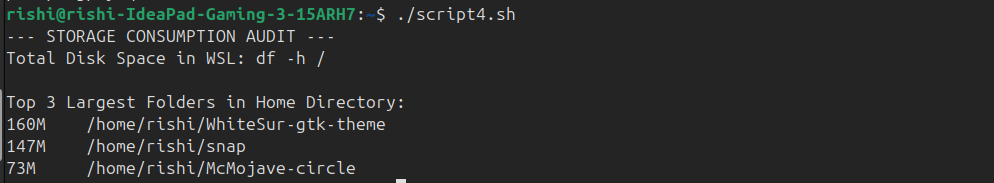 rishi@rishi-IdeaPad-Gaming-3-15ARH7:~$ ./script4.sh
--- STORAGE CONSUMPTION AUDIT ---
Total Disk Space in WSL: df -h /
Top 3 Largest Folders in Home Directory:
160M    /home/rishi/WhiteSur-gtk-theme
147M    /home/rishi/snap
73M     /home/rishi/McMojave-circle